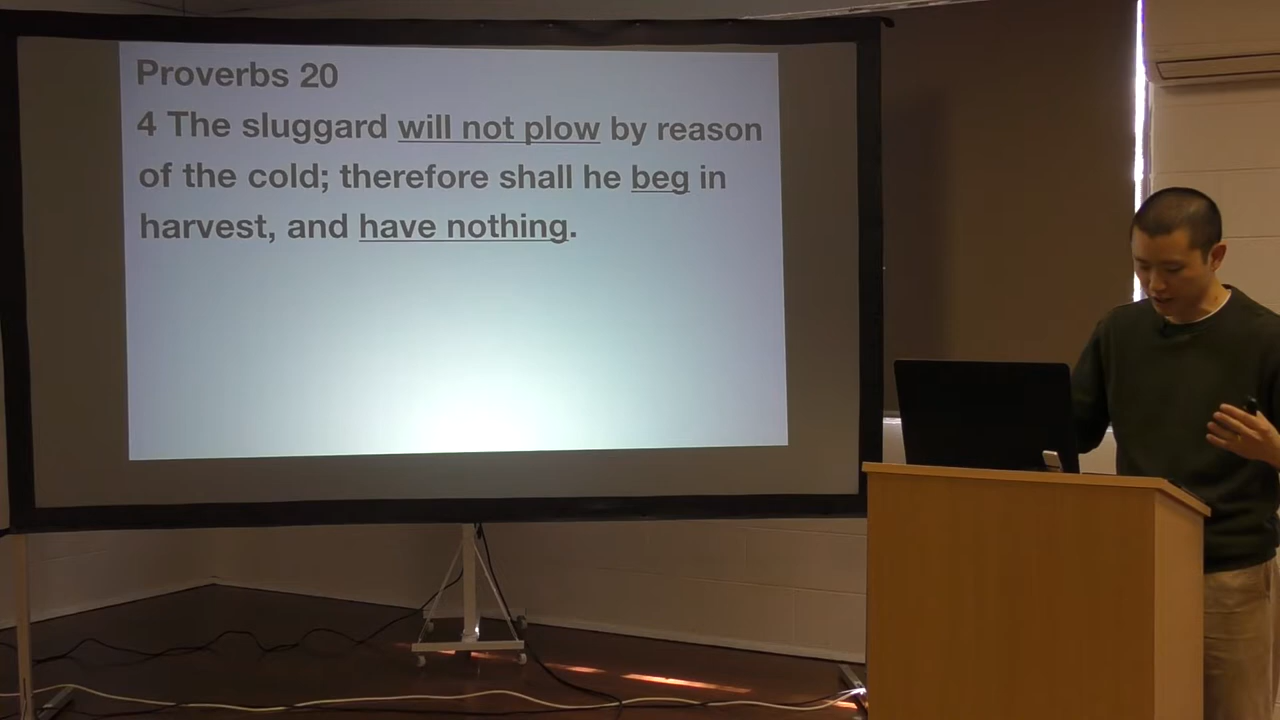 Proverbs 20
4 The sluggard will not plow by reason
of the cold; therefore shall he beg in
harvest, and have nothing.